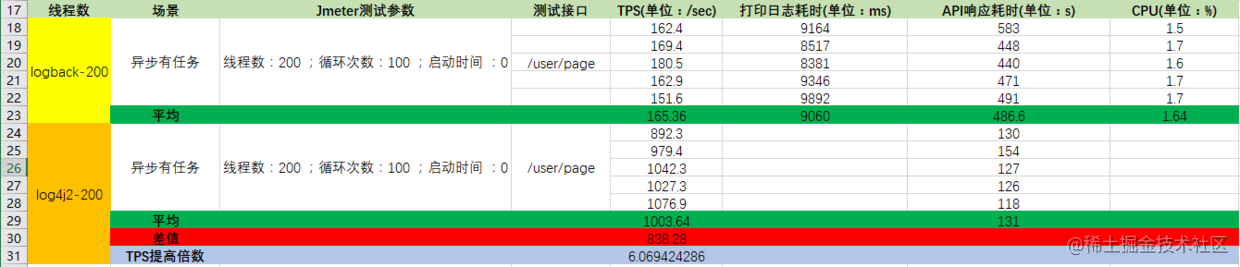 17 线程数 场景 Jmeter测试参数 测试接口 TPS(单位：/sec) 打印日志耗时(单位：ms) API响应耗时(单位：s) CPU(单位：%)
18 162.4 9164 583 1.5
19 169.4 8517 448 1.7
20 logback-200 异步有任务 线程数：200 ；循环次数：100 ；启动时间 ：0 /user/page 180.5 8381 440 1.6
21 162.9 9346 471 1.7
22 151.6 9892 491 1.7
23 平均 165.36 9060 486.6 1.64
24 892.3 130
25 979.4 154
26 异步有任务 线程数：200 ；循环次数：100 ；启动时间 ：0 /user/page 1042.3 127
27 log4j2-200 1027.3 126
28 1076.9 118
29 平均 1003.64 131
30 差值 838.28
31 TPS提高倍数 6.069424286
@稀土掘金技术社区